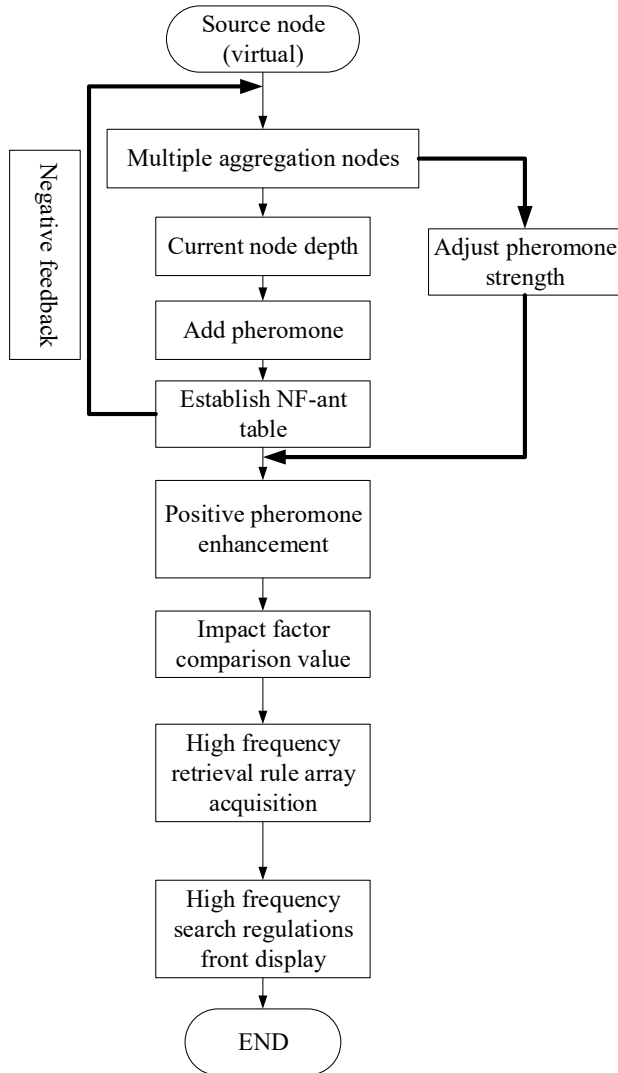 Source node
(virtual)
Multiple aggregation nodes
Negative feedback
Current node depth
Adjust pheromone
strength
Add pheromone
Establish NF-ant
table
Positive pheromone
enhancement
Impact factor
comparison value
High frequency
retrieval rule array
acquisition
High frequency
search regulations
front display
END